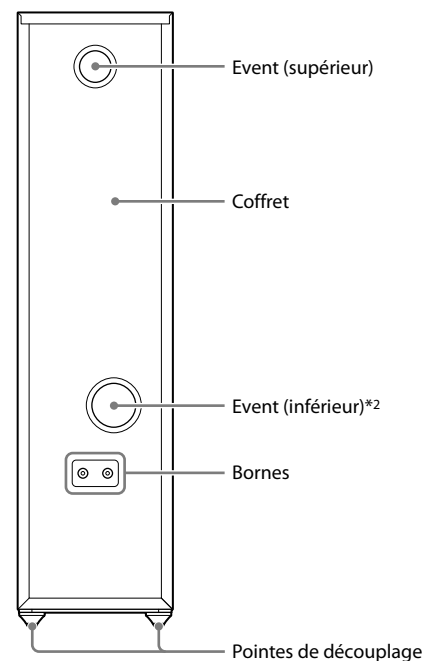 Event (supérieur)
Coffret
Event (inférieur)*2
Bornes
Pointes de découplage